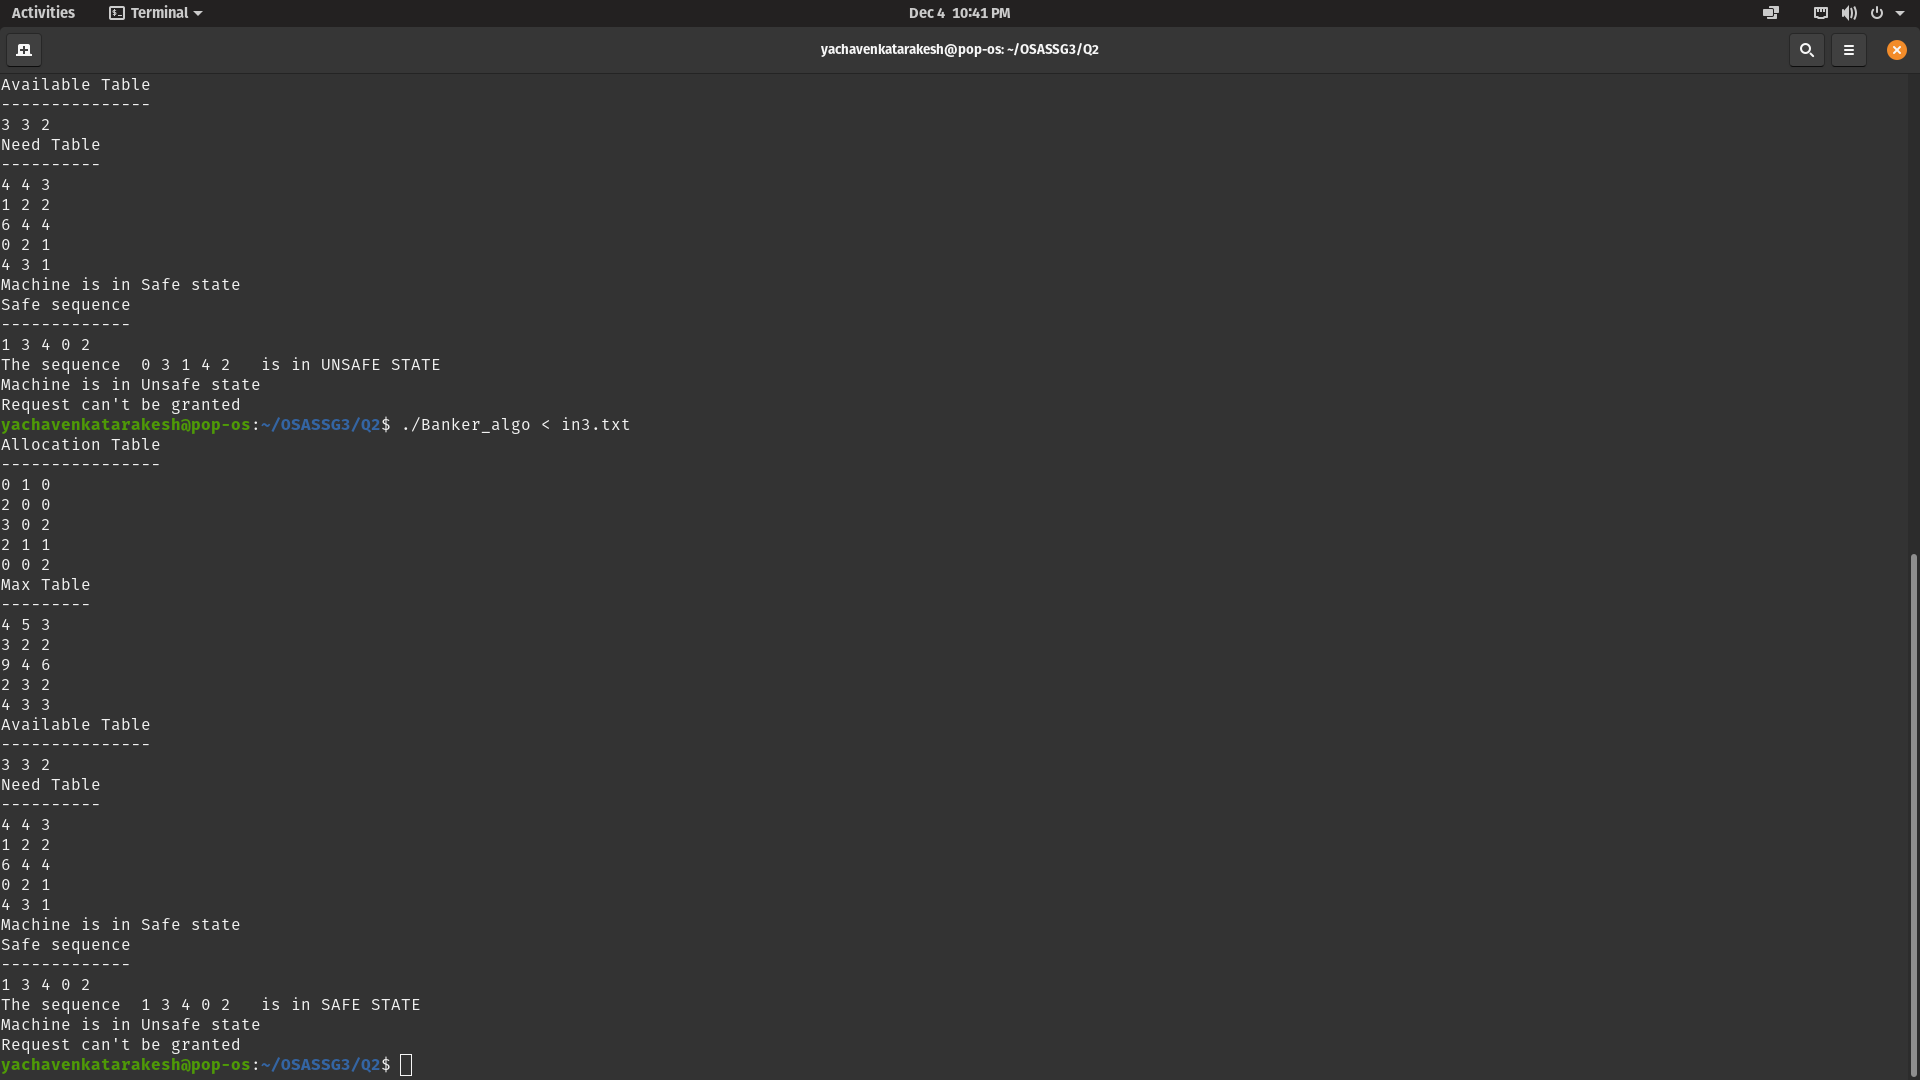 Activities
Terminal
Dec 4 10:41 PM
yachavenkatarakesh@pop-os: ~/OSASSG3/Q2
Available Table
---------------
3 3 2
Need Table
----------
4 4 3
1 2 2
6 4 4
0 2 1
4 3 1
Machine is in Safe state
Safe sequence
-------------
1 3 4 0 2
The sequence  0 3 1 4 2   is in UNSAFE STATE
Machine is in Unsafe state
Request can't be granted
yachavenkatarakesh@pop-os:~/OSASSG3/Q2$ ./Banker_algo < in3.txt
Allocation Table
----------------
0 1 0
2 0 0
3 0 2
2 1 1
0 0 2
Max Table
---------
4 5 3
3 2 2
9 4 6
2 3 2
4 3 3
Available Table
---------------
3 3 2
Need Table
----------
4 4 3
1 2 2
6 4 4
0 2 1
4 3 1
Machine is in Safe state
Safe sequence
-------------
1 3 4 0 2
The sequence  1 3 4 0 2   is in SAFE STATE
Machine is in Unsafe state
Request can't be granted
yachavenkatarakesh@pop-os:~/OSASSG3/Q2$